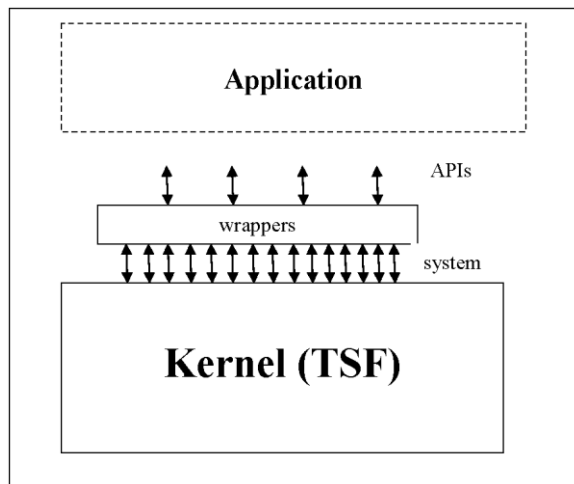 Application
APIs
wrappers
system
Kernel (TSF)